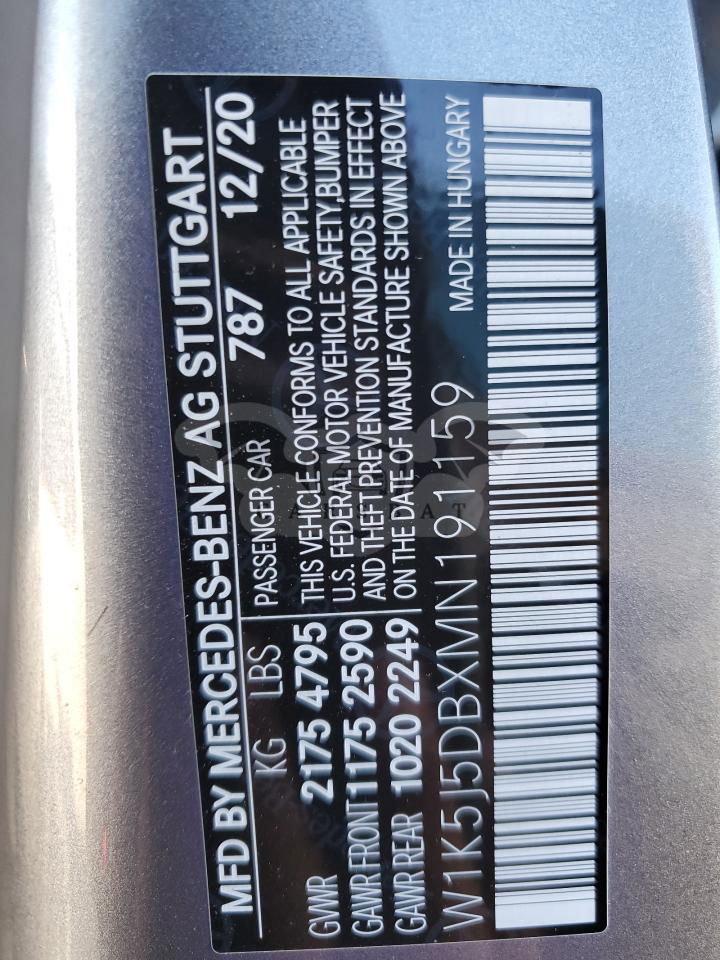 MFD BY MERCEDES-BENZ AG STUTTGART
KG LBS 787 12/20
PASSENGER CAR
GVWR 2175 4795
GAWR FRONT 1175 2590
GAWR REAR 1020 2249
THIS VEHICLE CONFORMS TO ALL APPLICABLE
U.S. FEDERAL MOTOR VEHICLE SAFETY,BUMPER
AND THEFT PREVENTION STANDARDS IN EFFECT
ON THE DATE OF MANUFACTURE SHOWN ABOVE
W1K5J5DBXMN191159
MADE IN HUNGARY